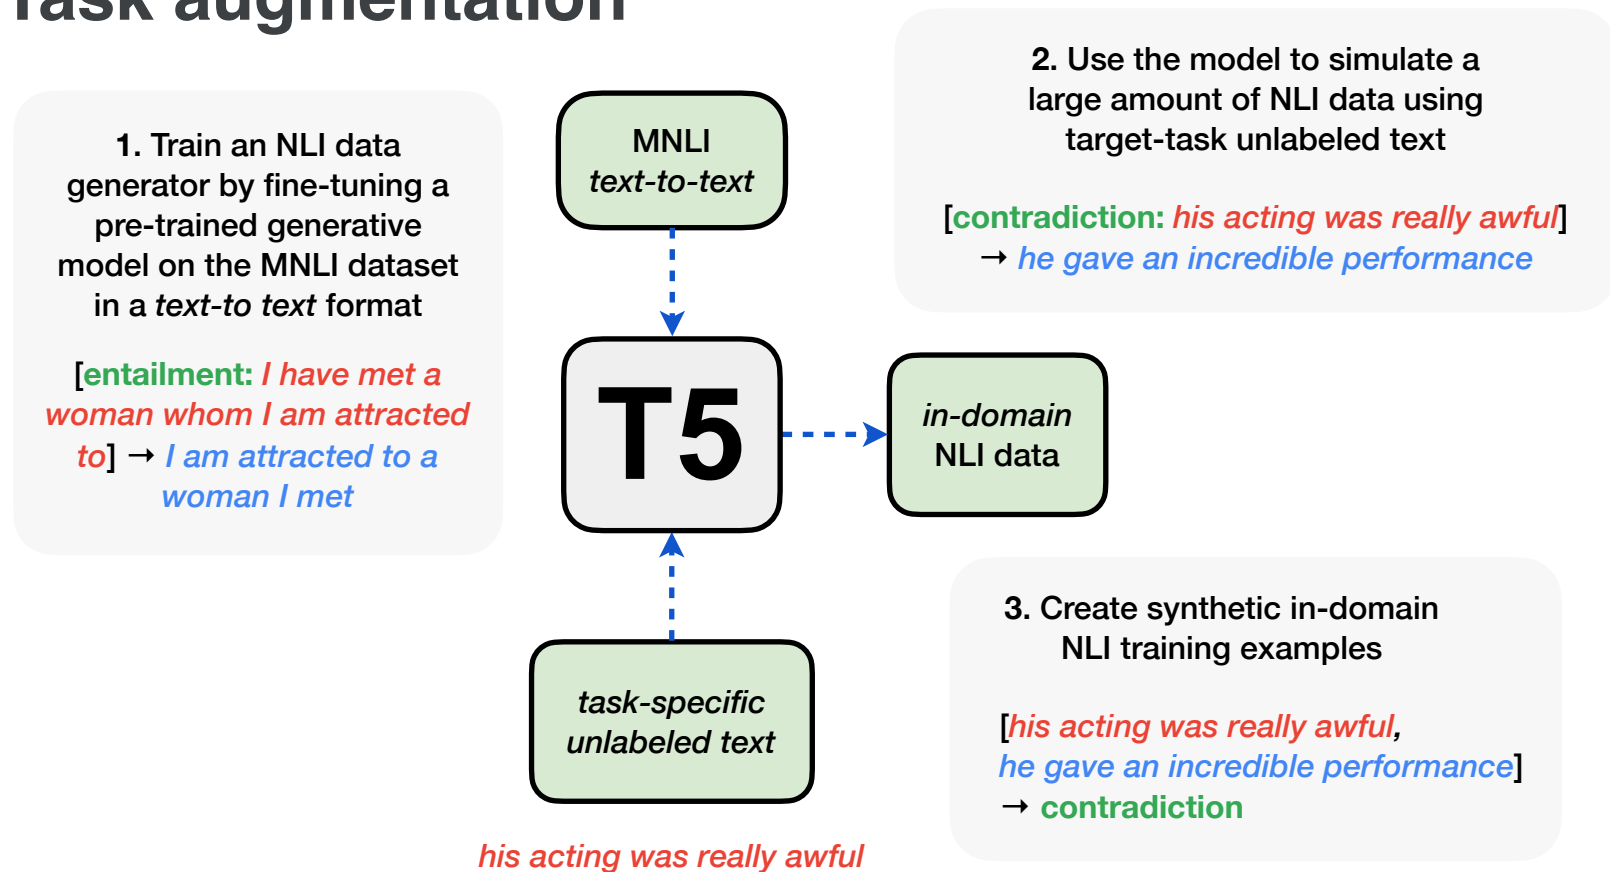 Task augmentation
1. Train an NLI data
generator by fine-tuning a
pre-trained generative
model on the MNLI dataset
in a text-to text format
[entailment: I have met a
woman whom I am attracted
to] → I am attracted to a
woman I met
MNLI
text-to-text
T5
task-specific
unlabeled text
his acting was really awful
in-domain
NLI data
2. Use the model to simulate a
large amount of NLI data using
target-task unlabeled text
[contradiction: his acting was really awful]
→ he gave an incredible performance
3. Create synthetic in-domain
NLI training examples
[his acting was really awful,
he gave an incredible performance]
→ contradiction